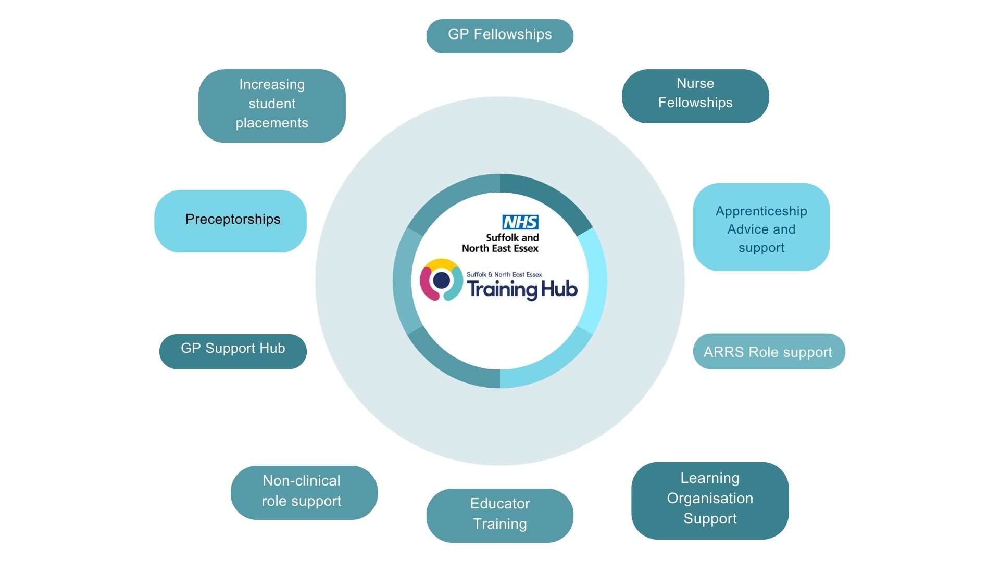 GP Fellowships
Increasing
student
placements
Nurse
Fellowships
Preceptorships
Apprenticeship
Advice and
support
NHS
Suffolk and
North East Essex
Suffolk & North East Essex
Training Hub
GP Support Hub
ARRS Role support
Non-clinical
role support
Educator
Training
Learning
Organisation
Support